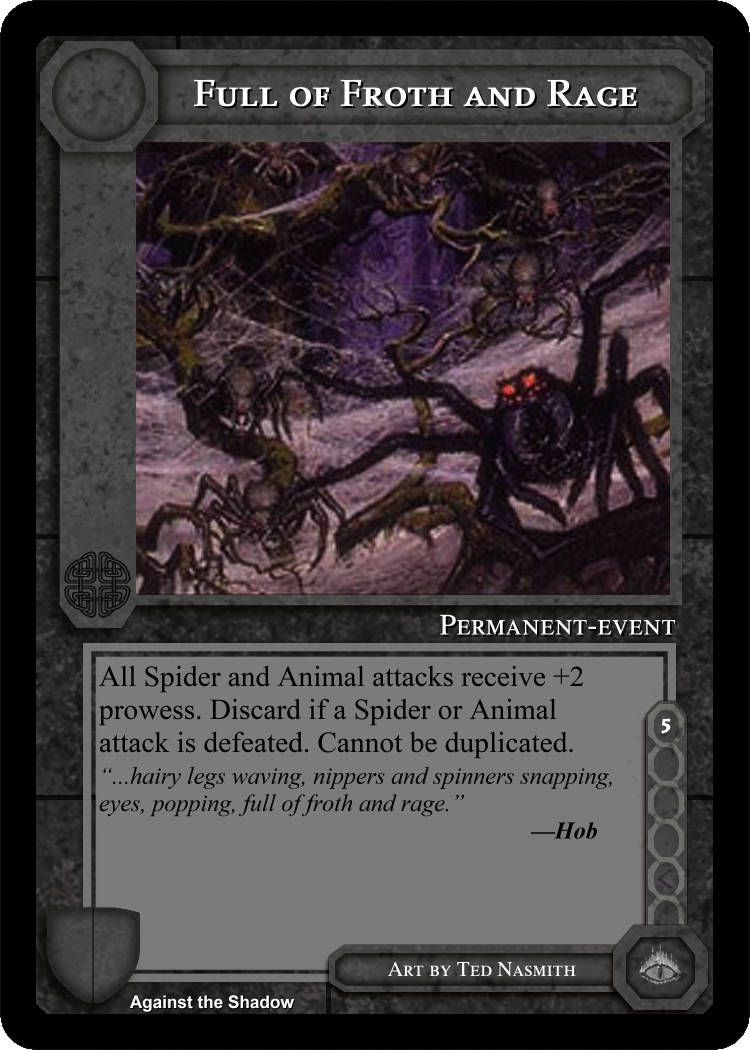 Full of Froth and Rage
Permanent-event
All Spider and Animal attacks receive +2
prowess. Discard if a Spider or Animal
attack is defeated. Cannot be duplicated.
“...hairy legs waving, nippers and spinners snapping,
eyes, popping, full of froth and rage.”
—Hob
5
Art by Ted Nasmith
Against the Shadow